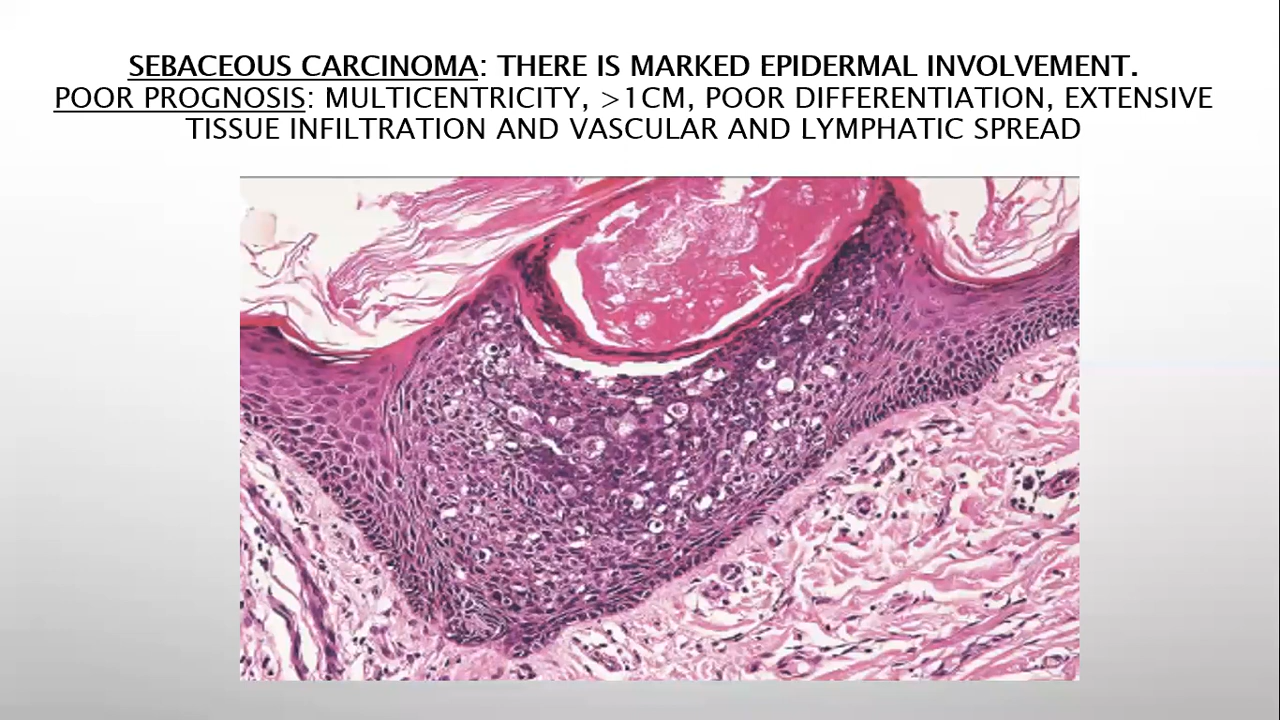 SEBACEOUS CARCINOMA: THERE IS MARKED EPIDERMAL INVOLVEMENT.
POOR PROGNOSIS: MULTICENTRICITY, >1CM, POOR DIFFERENTIATION, EXTENSIVE
TISSUE INFILTRATION AND VASCULAR AND LYMPHATIC SPREAD